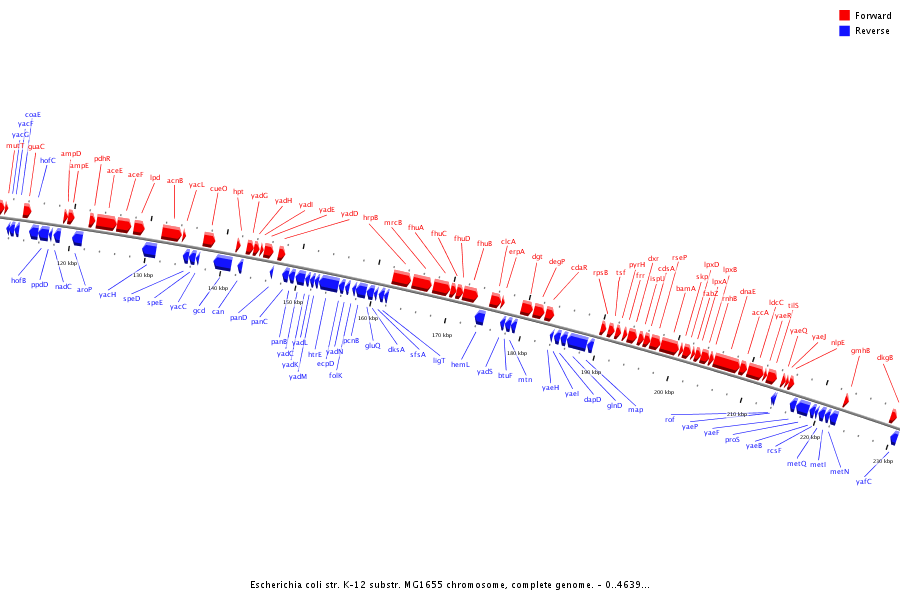 Forward
Reverse
coaE
yacF
yacG
mutT
guaC
hofC
ampD
ampE
pdhR
aceE
aceF
lpd
acnB
yacL
cueO
hpt
yadG
yadH
yadI
yadE
yadD
hrpB
mrcB
fhuA
fhuC
fhuD
fhuB
clcA
erpA
dgt
degP
cdaR
rpsB
tsf
pyrH
frr
dxr
ispU
cdsA
rseP
bamA
skp
lpxD
fabZ
lpxA
lpxB
rnhB
dnaE
accA
ldcC
yaeR
tilS
yaeQ
yaeJ
nlpE
gmhB
dkgB
hofB
ppdD
nadC
aroP
120 kbp
yacH
130 kbp
speD
speE
yacC
gcd
140 kbp
can
panD
panC
150 kbp
panB
yadC
yadL
yadK
yadM
htrE
ecpD
yadN
folK
pcnB
160 kbp
gluQ
dksA
sfsA
ligT
170 kbp
hemL
yadS
btuF
180 kbp
mtn
yaeH
yaeI
dapD
190 kbp
glnD
map
200 kbp
rof
yaeP
yaeF
210 kbp
proS
yaeB
rcsF
220 kbp
metQ
metI
metN
yafC
230 kbp
Escherichia coli str. K-12 substr. MG1655 chromosome, complete genome. - 0..4639...